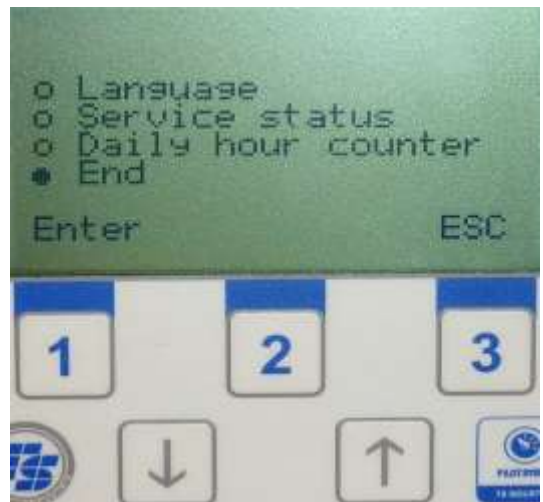 Language
Service status
Daily hour counter
End
Enter ESC
1 2 3